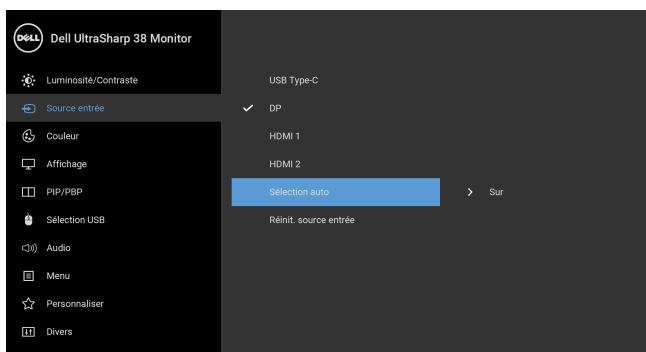 DELL Dell UltraSharp 38 Monitor
Luminosité/Contraste
USB Type-C
Source entrée
DP
Couleur
HDMI 1
Affichage
HDMI 2
PIP/PBP
Sélection auto
Sur
Sélection USB
Réinit. source entrée
Audio
Menu
Personnaliser
Divers